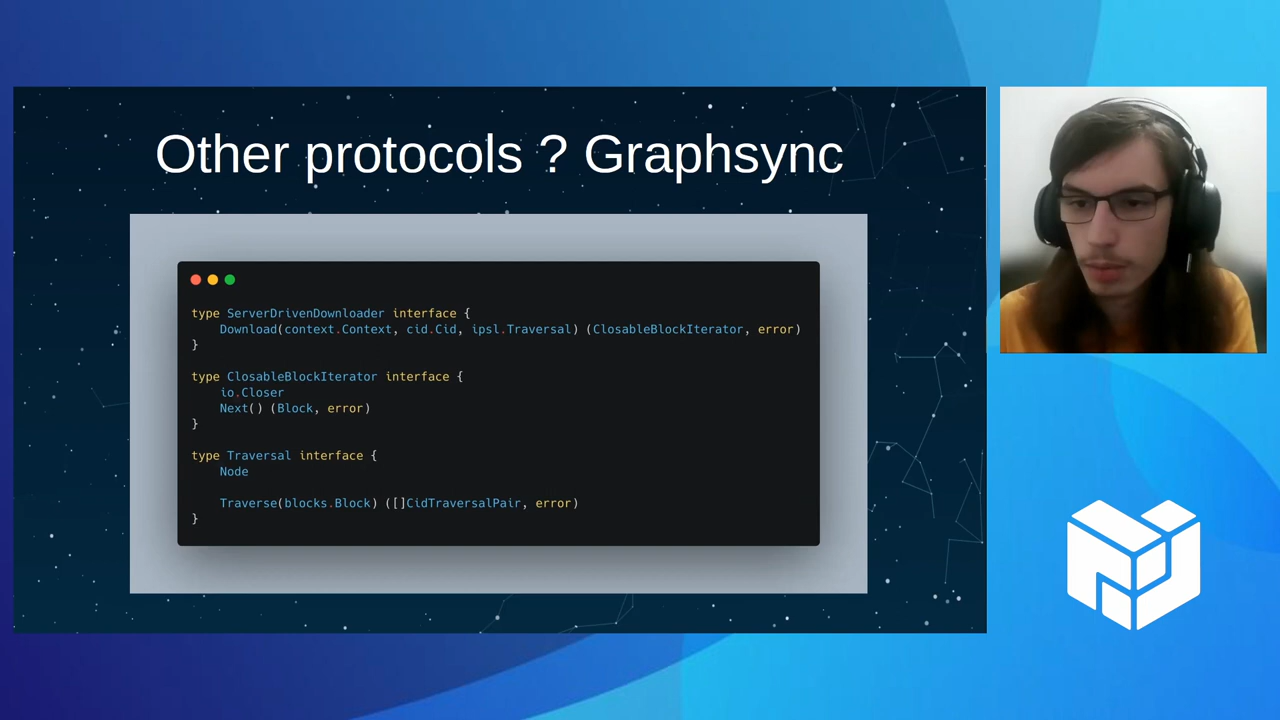 Other protocols ? Graphsync
type ServerDrivenDownloader interface {
    Download(context.Context, cid.Cid, ipsl.Traversal) (ClosableBlockIterator, error)
}
type ClosableBlockIterator interface {
    io.Closer
    Next() (Block, error)
}
type Traversal interface {
    Node
    Traverse(blocks.Block) ([]CidTraversalPair, error)
}